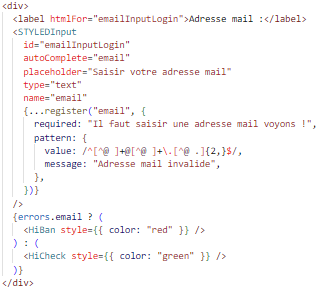 <div>
<label htmlFor="emailInputLogin">Adresse mail :</label>
<STYLEDInput
id="emailInputLogin"
autoComplete="email"
placeholder="Saisir votre adresse mail"
type="text"
name="email"
{...register("email", {
required: "Il faut saisir une adresse mail voyons !",
pattern: {
value: /^[^@ ]+@[^@ ]+\.[^@ .]{2,}$/,
message: "Adresse mail invalide",
},
})}
/>
{errors.email ? (
<HiBan style={{ color: "red" }} />
) : (
<HiCheck style={{ color: "green" }} />
)}
</div>